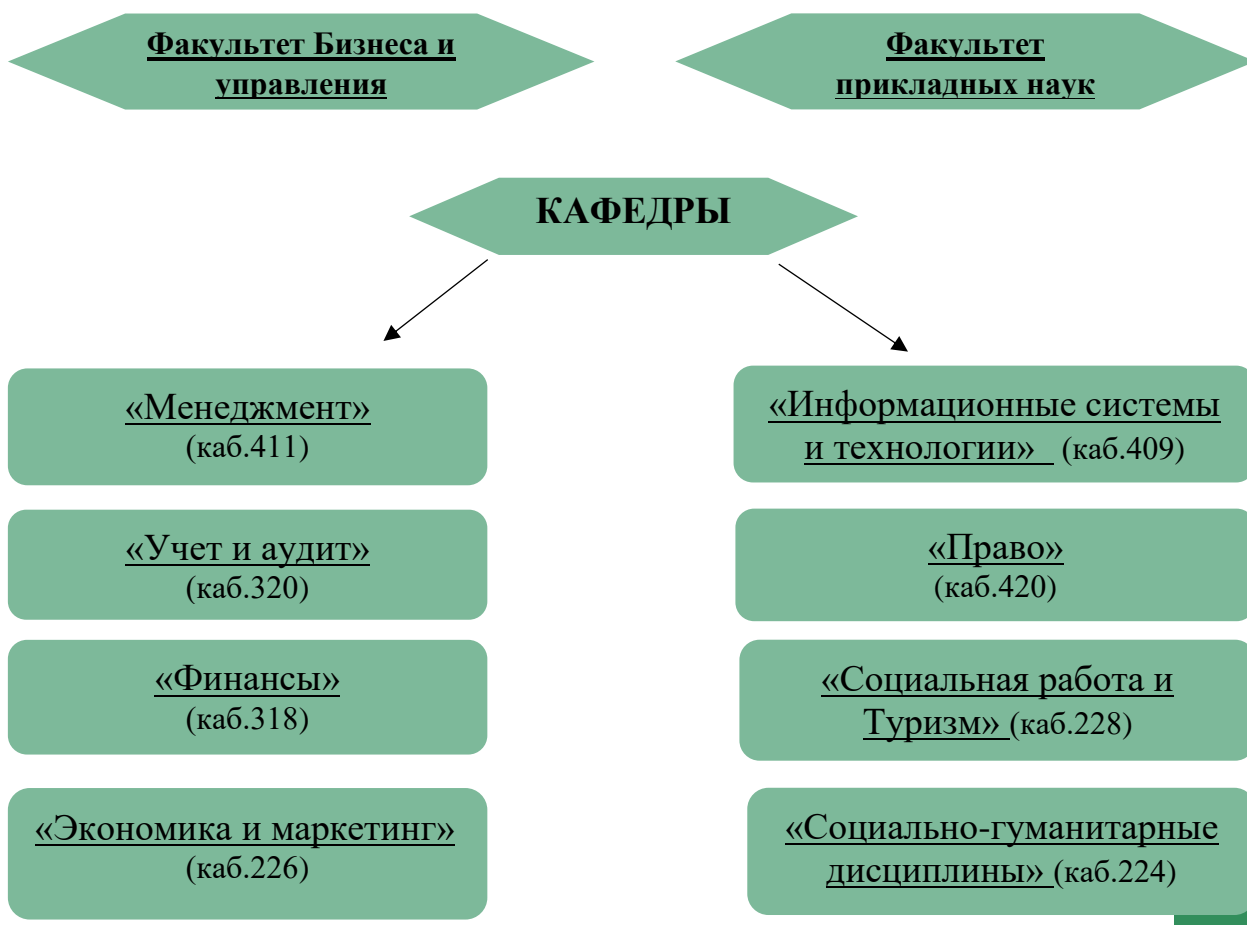 Факультет Бизнеса и
управления
Факультет
прикладных наук
КАФЕДРЫ
«Менеджмент»
(каб.411)
«Информационные системы
и технологии» (каб.409)
«Учет и аудит»
(каб.320)
«Право»
(каб.420)
«Финансы»
(каб.318)
«Социальная работа и
Туризм» (каб.228)
«Экономика и маркетинг»
(каб.226)
«Социально-гуманитарные
дисциплины» (каб.224)